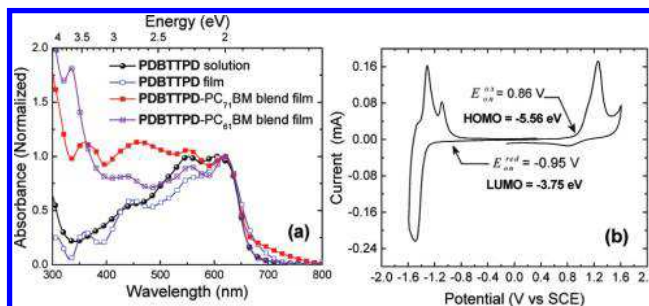 Energy (eV)
4 3.5 3 2.5 2
2.0
1.5
1.0
0.5
0.0
Absorbance (Normalized)
PDBTTPD solution
PDBTTPD film
PDBTTPD-PC71BM blend film
PDBTTPD-PC61BM blend film
(a)
300 400 500 600 700 800
Wavelength (nm)
0.16
0.08
0.00
-0.08
-0.16
-0.24
Current (mA)
E on ox = 0.86 V
HOMO = -5.56 eV
E on red = -0.95 V
LUMO = -3.75 eV
(b)
-2.0 -1.6 -1.2 -0.8 -0.4 0.0 0.4 0.8 1.2 1.6 2.0
Potential (V vs SCE)